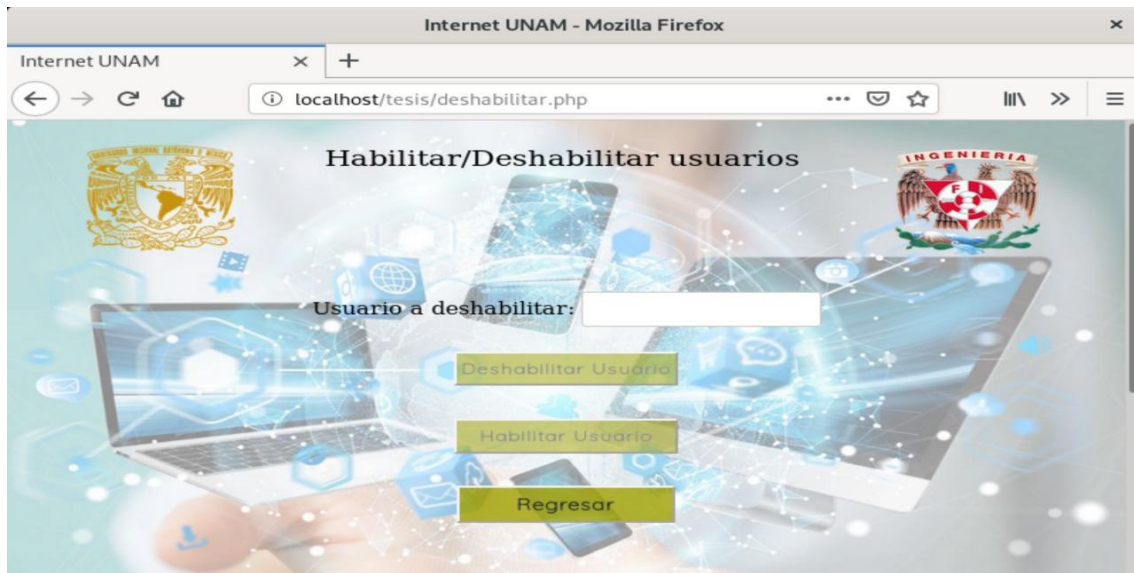 Internet UNAM - Mozilla Firefox
Internet UNAM
localhost/tesis/deshabilitar.php
Habilitar/Deshabilitar usuarios
INGENIERIA
F I
Usuario a deshabilitar:
Deshabilitar Usuario
Habilitar Usuario
Regresar